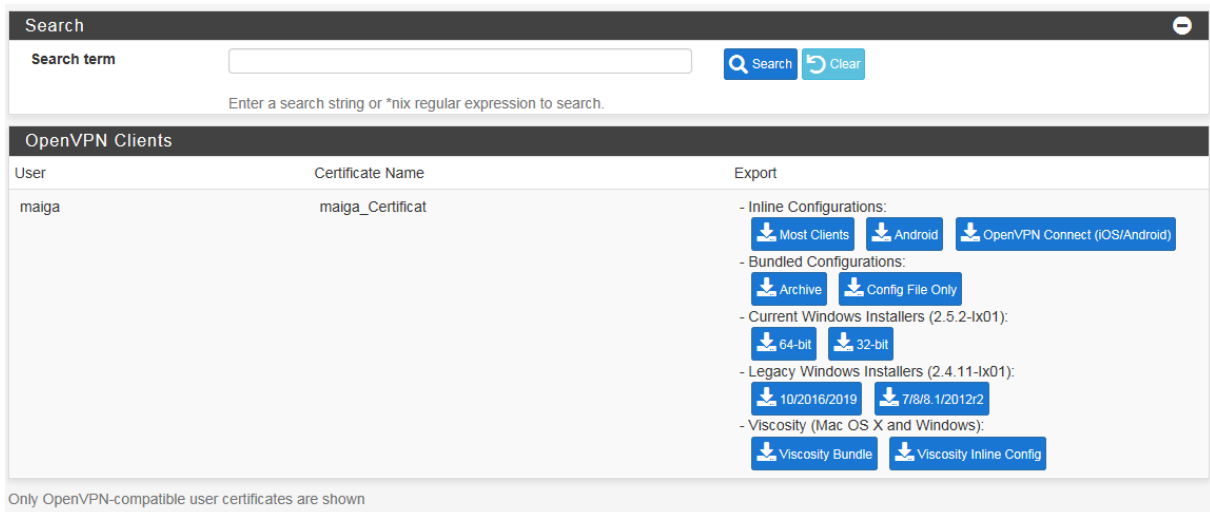 Search
Search term
Search Clear
Enter a search string or *nix regular expression to search.
OpenVPN Clients
User Certificate Name Export
maiga maiga_Certificat - Inline Configurations:
Most Clients Android OpenVPN Connect (iOS/Android)
- Bundled Configurations:
Archive Config File Only
- Current Windows Installers (2.5.2-Ix01):
64-bit 32-bit
- Legacy Windows Installers (2.4.11-Ix01):
10/2016/2019 7/8/8.1/2012r2
- Viscosity (Mac OS X and Windows):
Viscosity Bundle Viscosity Inline Config
Only OpenVPN-compatible user certificates are shown